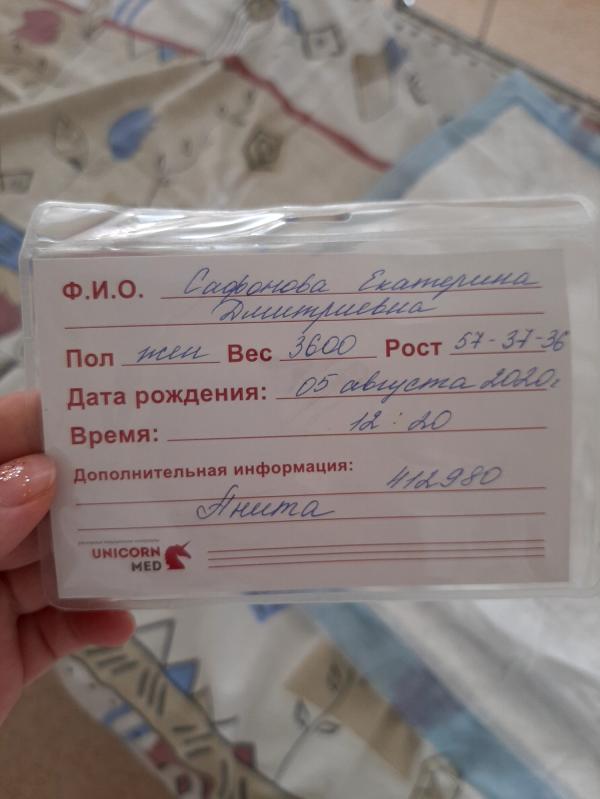 Ф.И.О. Сафонова Екатерина
Дмитриевна
Пол жен Вес 3600 Рост 57-37-36
Дата рождения: 05 августа 2020г
Время: 12:20
Дополнительная информация:
412980
Анита
UNICORN
MED